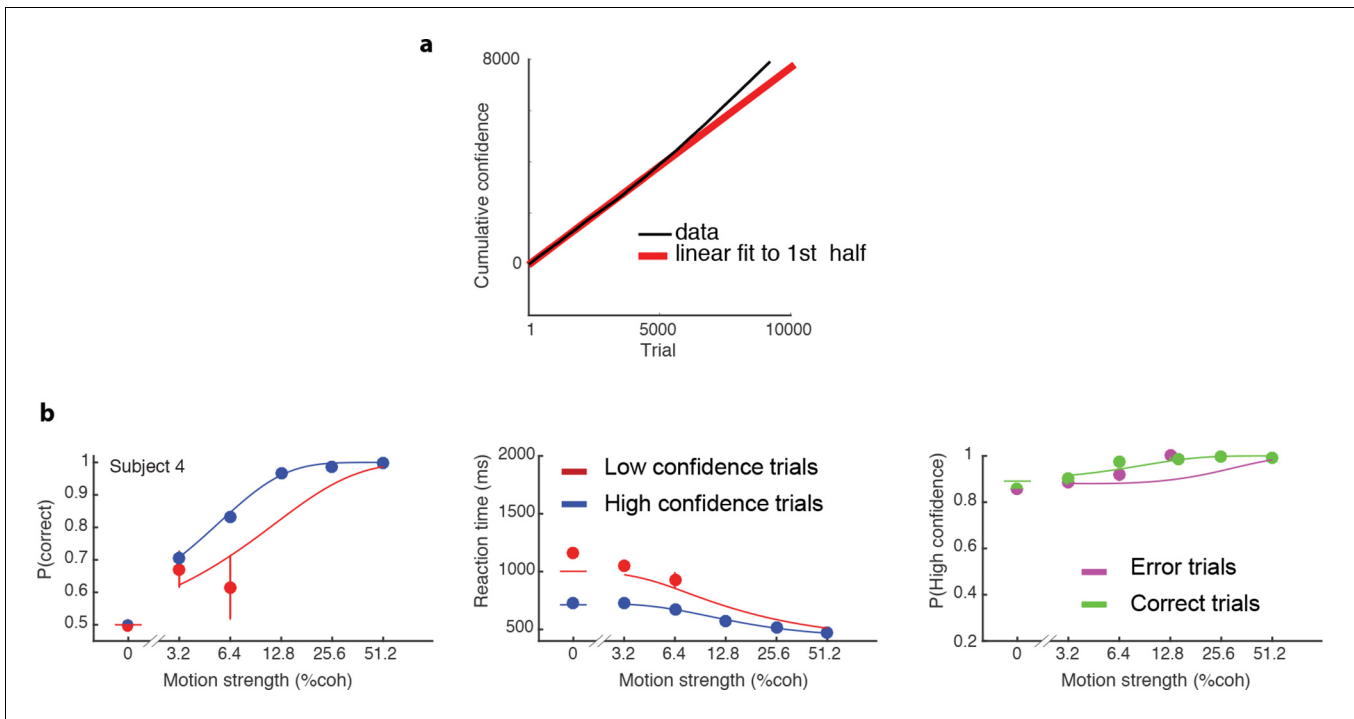 a
8000
0
Cumulative confidence
data
linear fit to 1st half
1 5000 10000
Trial
b
Subject 4
1
0.9
0.8
0.7
0.6
0.5
P(correct)
0 3.2 6.4 12.8 25.6 51.2
Motion strength (%coh)
2000
1500
1000
500
Reaction time (ms)
Low confidence trials
High confidence trials
0 3.2 6.4 12.8 25.6 51.2
Motion strength (%coh)
1
0.8
0.6
0.4
0.2
P(High confidence)
Error trials
Correct trials
0 3.2 6.4 12.8 25.6 51.2
Motion strength (%coh)